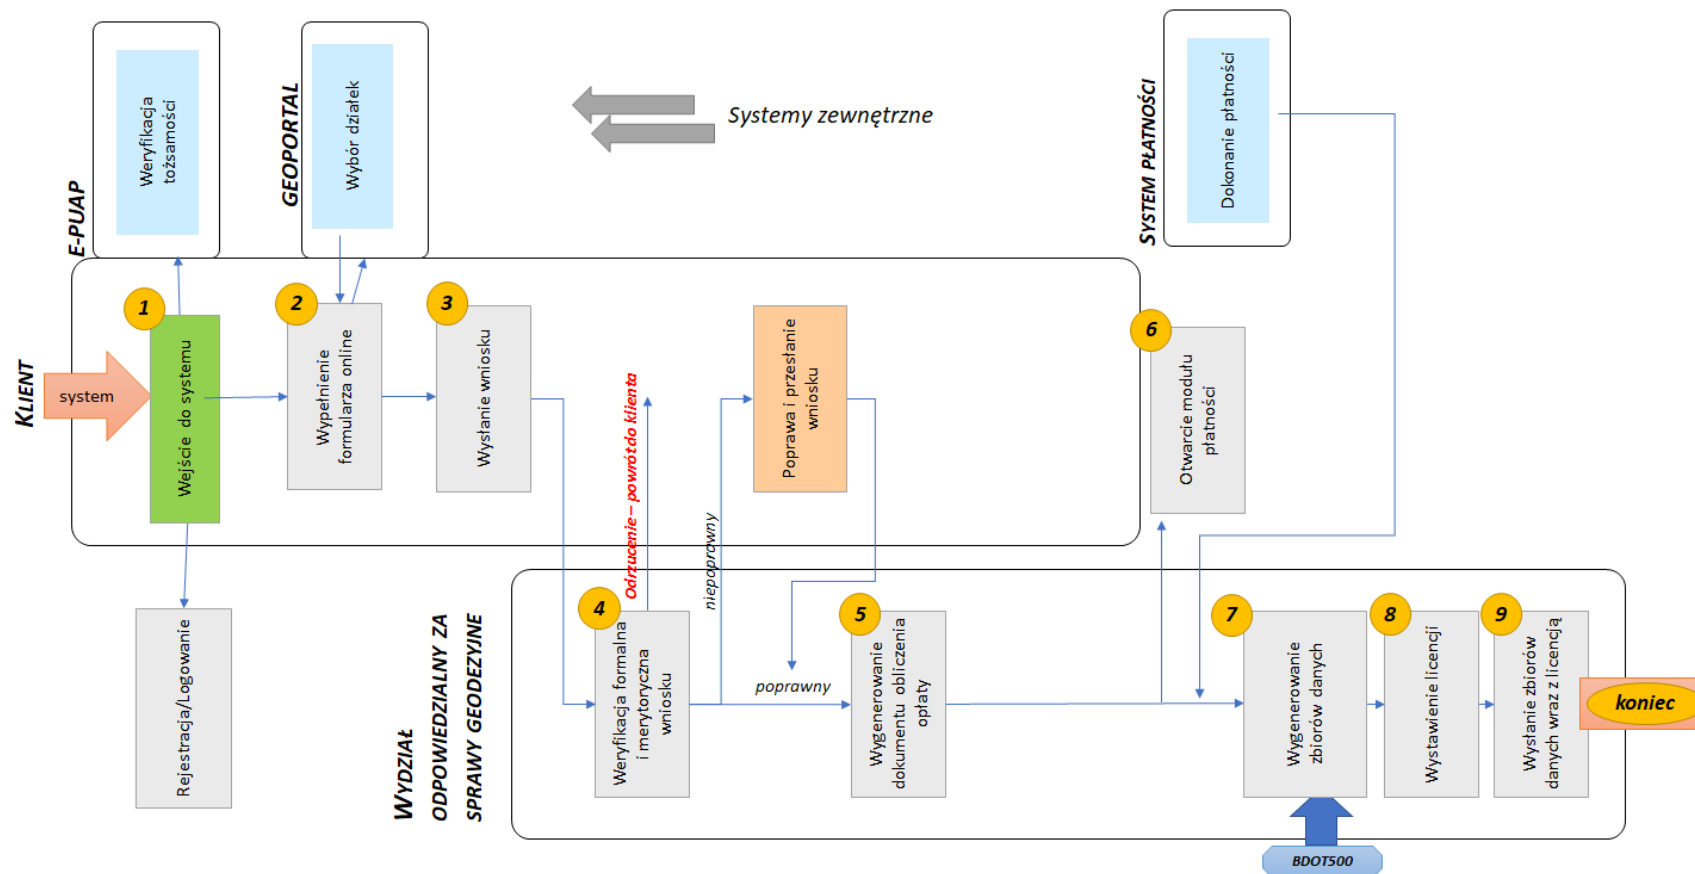 E-PUAP
Weryfikacja
tożsamości
GEOPORTAL
Wybór działek
Systemy zewnętrzne
SYSTEM PŁATNOŚCI
Dokonanie płatności
KLIENT
system
1
Wejście do systemu
2
Wypełnienie
formularza online
3
Wysłanie wniosku
Odrzucenie – powrót do klienta
niepoprawny
Poprawa i przesłanie
wniosku
6
Otwarcie modułu
płatności
Rejestracja/Logowanie
WYDZIAŁ
ODPOWIEDZIALNY ZA
SPRAWY GEODEZYJNE
4
Weryfikacja formalna
i merytoryczna
wniosku
poprawny
5
Wygenerowanie
dokumentu obliczenia
opłaty
7
Wygenerowanie
zbiorów danych
8
Wystawienie licencji
9
Wysłanie zbiorów
danych wraz z licencją
koniec
BDOT500